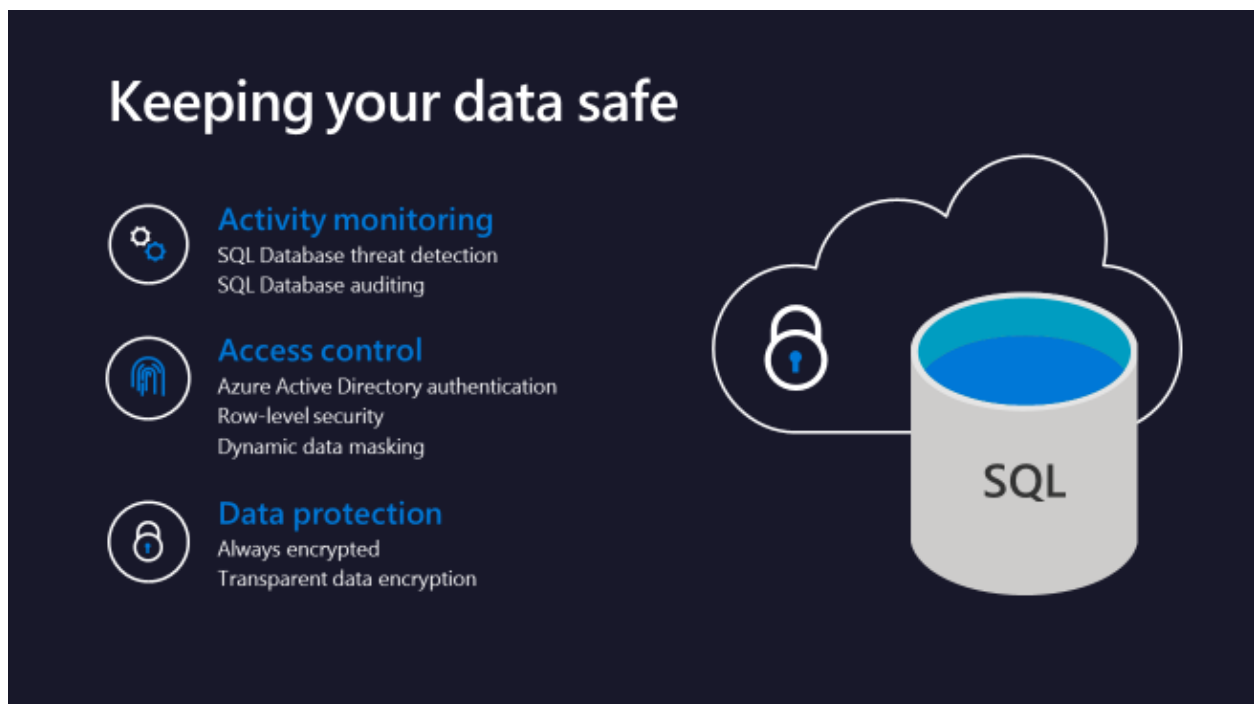 Keeping your data safe
Activity monitoring
SQL Database threat detection
SQL Database auditing
Access control
Azure Active Directory authentication
Row-level security
Dynamic data masking
Data protection
Always encrypted
Transparent data encryption
SQL